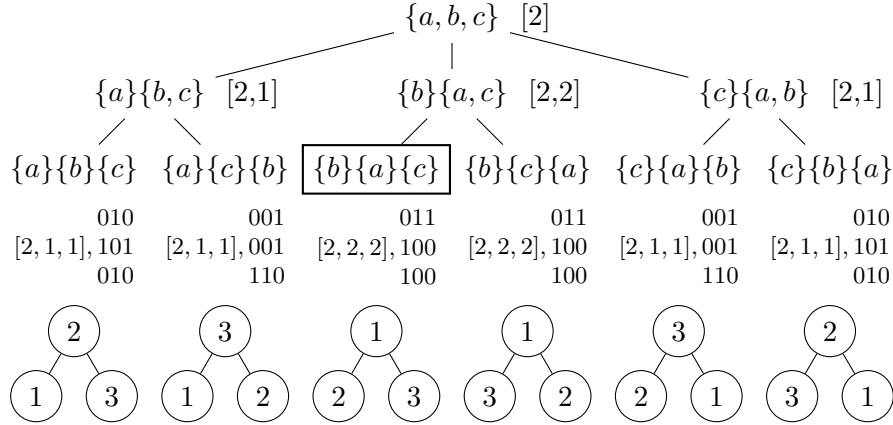 {a, b, c} [2]
{a}{b, c} [2,1] {b}{a, c} [2,2] {c}{a, b} [2,1]
{a}{b}{c} {a}{c}{b} {b}{a}{c} {b}{c}{a} {c}{a}{b} {c}{b}{a}
010 001 011 011 001 010
[2, 1, 1], 101 [2, 1, 1], 001 [2, 2, 2], 100 [2, 2, 2], 100 [2, 1, 1], 001 [2, 1, 1], 101
010 110 100 100 110 010
2 3 1 1 3 2
1 3 1 2 2 3 3 2 2 1 3 1